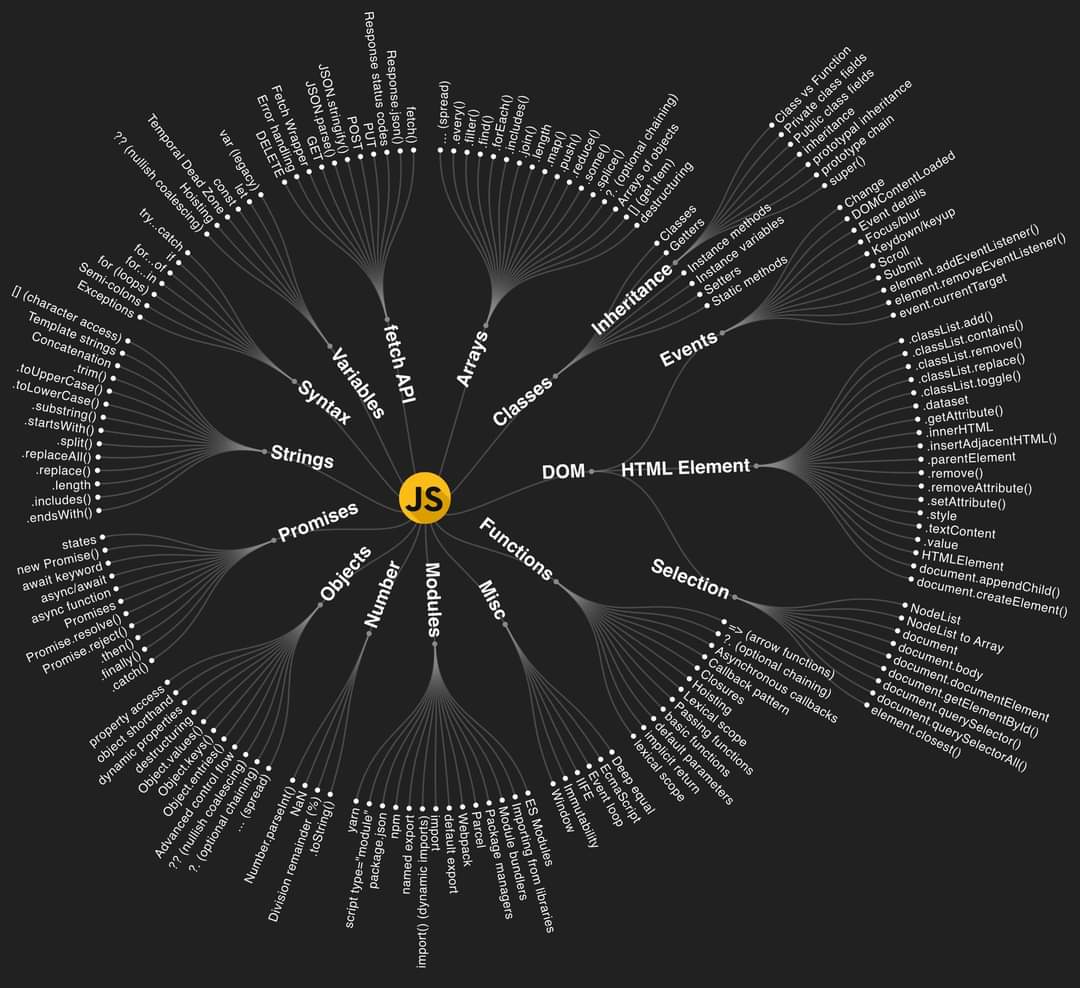 JS
fetch API
DELETE
Error handling
Fetch Wrapper
GET
JSON.parse()
JSON.stringify()
POST
PUT
Response status codes
Response.json()
fetch()
Arrays
... (spread)
.every()
.filter()
.find()
.forEach()
.includes()
.join()
.length
.map()
.push()
.reduce()
.some()
.splice()
?. (optional chaining)
Arrays of objects
[] (get item)
destructuring
Classes
Classes
Getters
Inheritance
Class vs Function
Private class fields
Public class fields
inheritance
prototypal inheritance
prototype chain
super()
Instance methods
Instance variables
Setters
Static methods
DOM
Events
Change
DOMContentLoaded
Event details
Focus/blur
Keydown/keyup
Scroll
Submit
element.addEventListener()
element.removeEventListener()
event.currentTarget
HTML Element
.classList.add()
.classList.contains()
.classList.remove()
.classList.replace()
.classList.toggle()
.dataset
.getAttribute()
.innerHTML
.insertAdjacentHTML()
.parentElement
.remove()
.removeAttribute()
.setAttribute()
.style
.textContent
.value
HTMLElement
document.appendChild()
document.createElement()
Selection
NodeList
NodeList to Array
document
document.body
document.documentElement
document.getElementById()
document.querySelector()
document.querySelectorAll()
element.closest()
Functions
=> (arrow functions)
?. (optional chaining)
Asynchronous callbacks
Callback pattern
Closures
Hoisting
Lexical scope
Passing functions
basic functions
default parameters
implicit return
lexical scope
Misc
Deep equal
EcmaScript
Event loop
IIFE
Immutability
Window
Modules
ES Modules
Importing from libraries
Module bundlers
Package managers
Parcel
Webpack
default export
import
import() (dynamic imports)
named export
npm
package.json
script type="module"
yarn
Number
.toString()
Division remainder (%)
NaN
Number.parseInt()
Objects
... (spread)
?. (optional chaining)
?? (nullish coalescing)
Advanced control flow
Object.entries()
Object.keys()
Object.values()
destructuring
dynamic properties
object shorthand
property access
Promises
.catch()
.finally()
.then()
Promise.reject()
Promise.resolve()
Promises
async function
async/await
await keyword
new Promise()
states
Strings
.endsWith()
.includes()
.length
.replace()
.replaceAll()
.split()
.startsWith()
.substring()
.toLowerCase()
.toUpperCase()
.trim()
Concatenation
Template strings
[] (character access)
Syntax
Exceptions
Semi-colons
for (loops)
for...in
for...of
if
try...catch
Variables
?? (nullish coalescing)
Hoisting
Temporal Dead Zone
const
let
var (legacy)